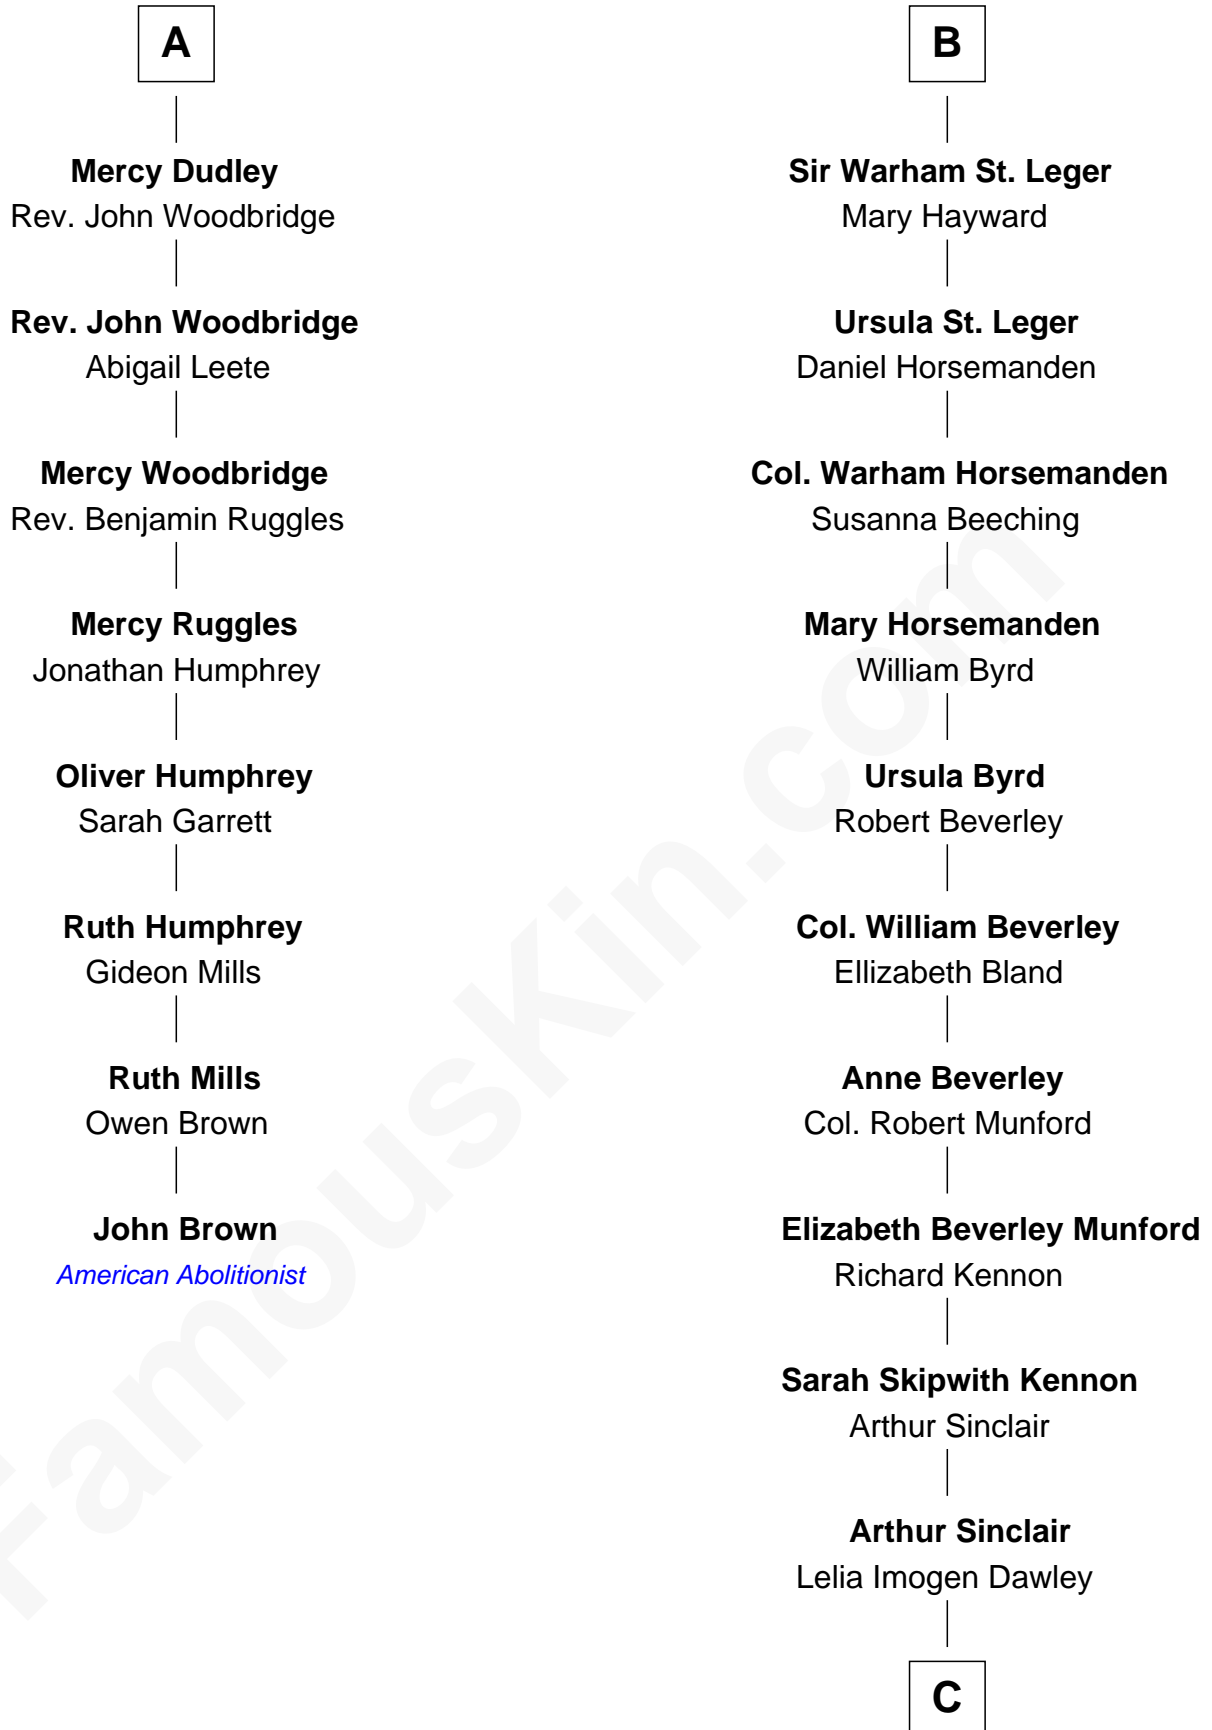 A
Mercy Dudley
Rev. John Woodbridge
Rev. John Woodbridge
Abigail Leete
Mercy Woodbridge
Rev. Benjamin Ruggles
Mercy Ruggles
Jonathan Humphrey
Oliver Humphrey
Sarah Garrett
Ruth Humphrey
Gideon Mills
Ruth Mills
Owen Brown
John Brown
American Abolitionist
B
Sir Warham St. Leger
Mary Hayward
Ursula St. Leger
Daniel Horsemanden
Col. Warham Horsemanden
Susanna Beeching
Mary Horsemanden
William Byrd
Ursula Byrd
Robert Beverley
Col. William Beverley
Ellizabeth Bland
Anne Beverley
Col. Robert Munford
Elizabeth Beverley Munford
Richard Kennon
Sarah Skipwith Kennon
Arthur Sinclair
Arthur Sinclair
Lelia Imogen Dawley
C
FamousKin.com